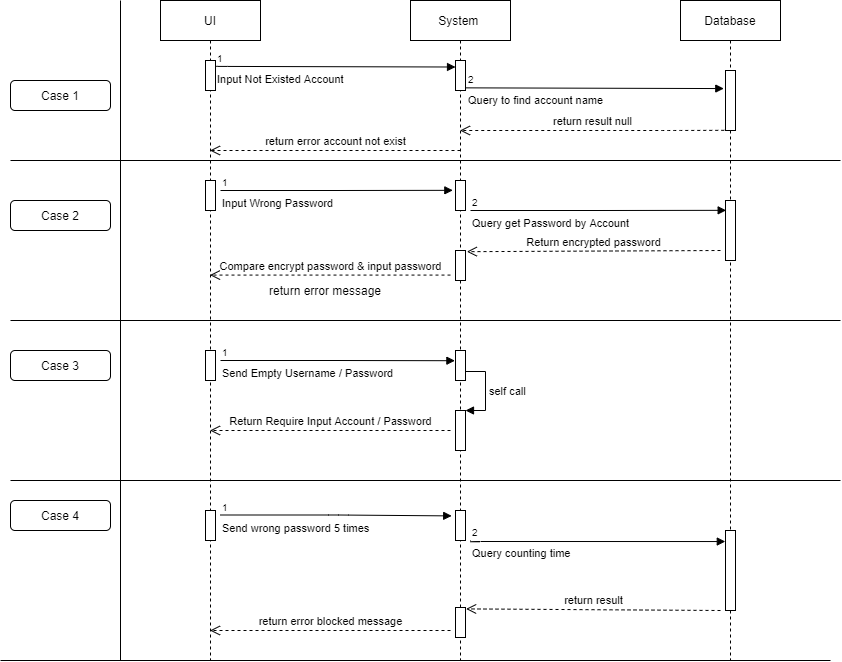 UI
System
Database
Case 1
1
Input Not Existed Account
2
Query to find account name
return result null
return error account not exist
Case 2
1
Input Wrong Password
2
Query get Password by Account
Return encrypted password
Compare encrypt password & input password
return error message
Case 3
1
Send Empty Username / Password
self call
Return Require Input Account / Password
Case 4
1
Send wrong password 5 times
2
Query counting time
return result
return error blocked message